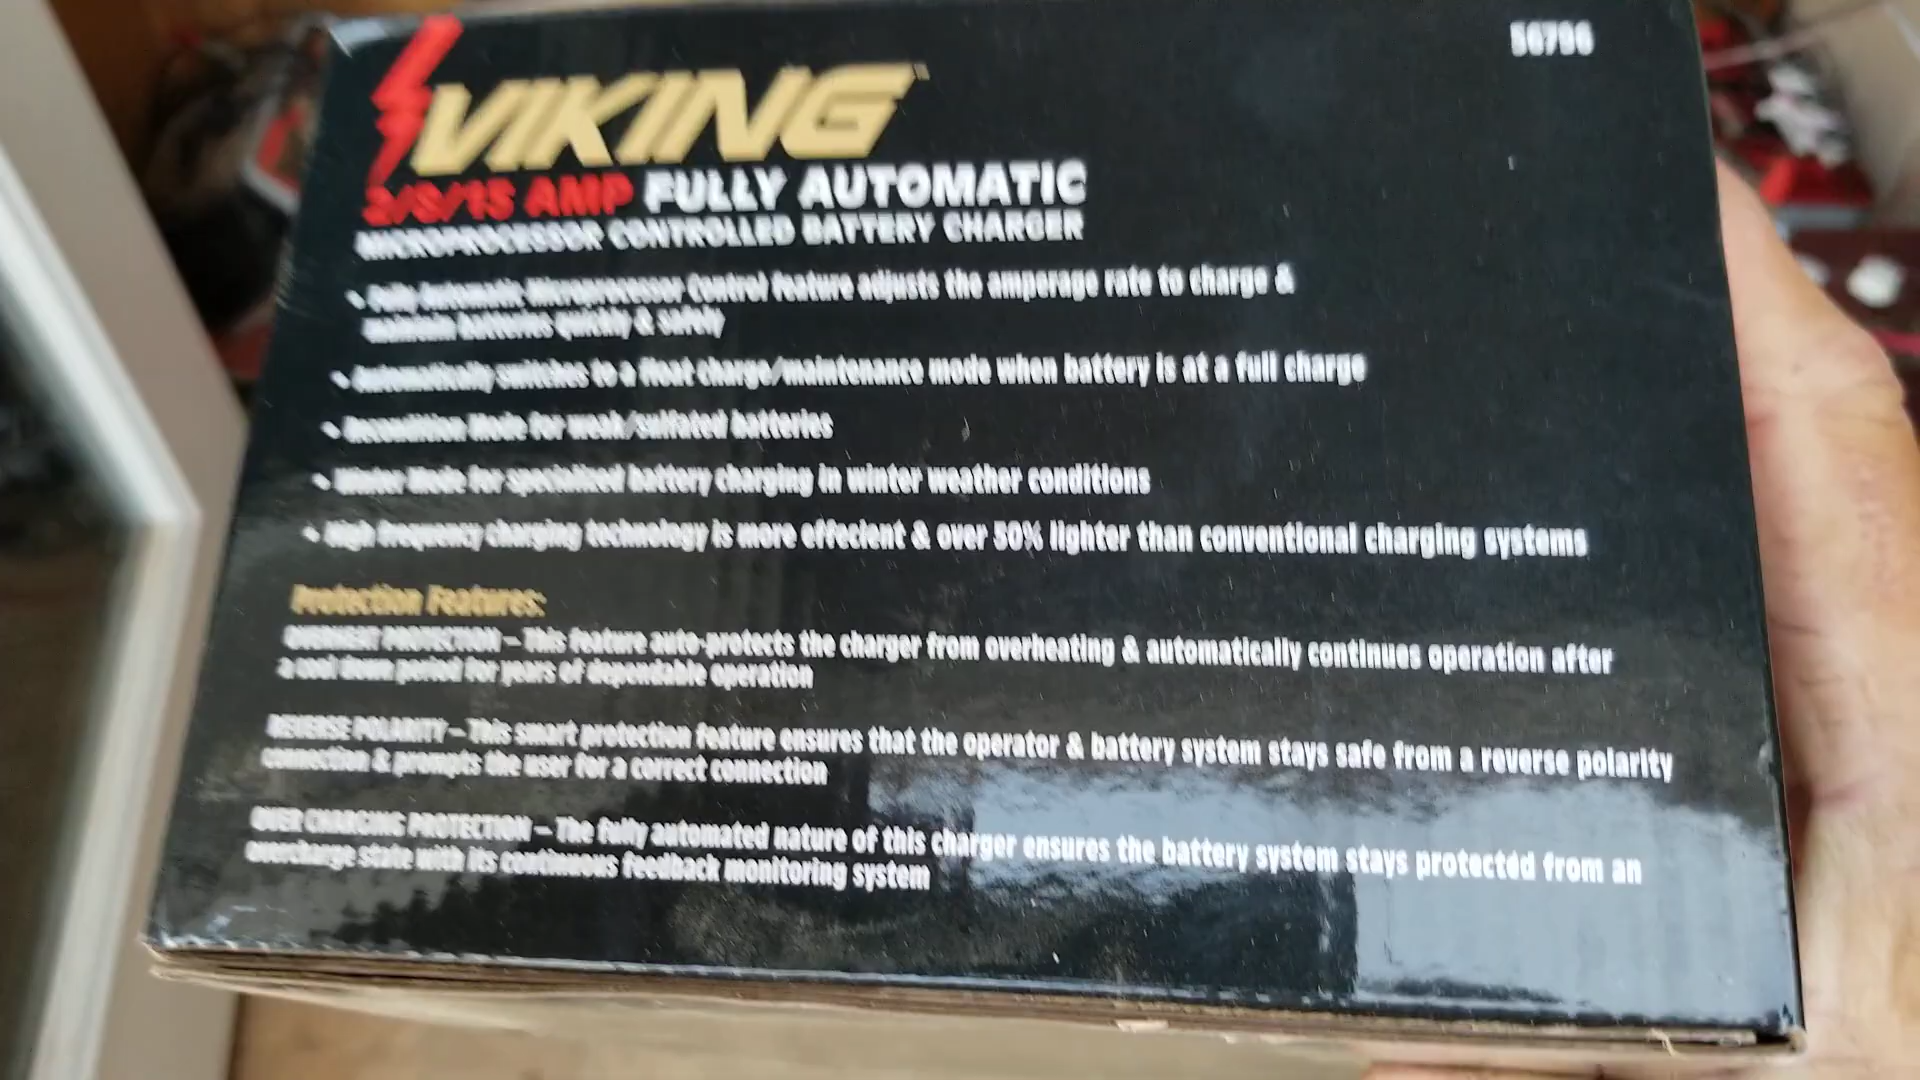 56796
VIKING™
2/8/15 AMP FULLY AUTOMATIC
MICROPROCESSOR CONTROLLED BATTERY CHARGER
• Fully Automatic Microprocessor Control feature adjusts the amperage rate to charge &
maintain batteries quickly & safely
• Automatically switches to a float charge/maintenance mode when battery is at a full charge
• Recondition Mode for weak/sulfated batteries
• Winter Mode for specialized battery charging in winter weather conditions
• High frequency charging technology is more effecient & over 50% lighter than conventional charging systems
Protection Features:
OVERHEAT PROTECTION – This feature auto-protects the charger from overheating & automatically continues operation after
a cool down period for years of dependable operation
REVERSE POLARITY – This smart protection feature ensures that the operator & battery system stays safe from a reverse polarity
connection & prompts the user for a correct connection
OVER CHARGING PROTECTION – The fully automated nature of this charger ensures the battery system stays protected from an
overcharge state with its continuous feedback monitoring system